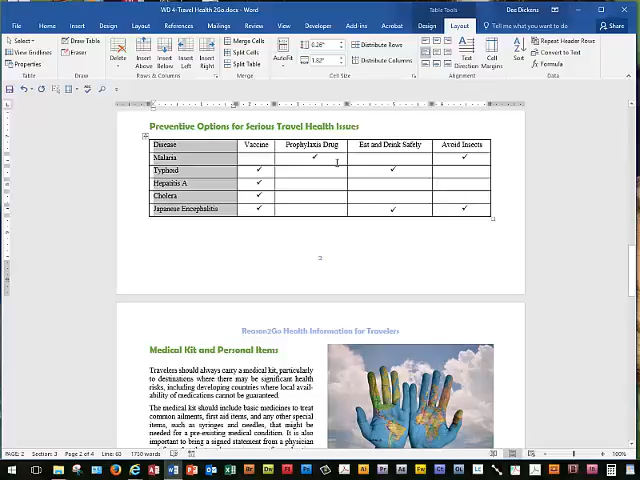 WD 4-Travel Health 2Go.docx - Word
Table Tools
Dee Dickens
File Home Insert Draw Design Layout References Mailings Review View Developer Add-ins Acrobat Design Layout Tell me what you want to do... Share
Select
View Gridlines
Properties
Table
Draw Table
Eraser
Draw
Delete
Insert Above
Insert Below
Insert Left
Insert Right
Rows & Columns
Merge Cells
Split Cells
Split Table
Merge
AutoFit
0.28"
1.82"
Distribute Rows
Distribute Columns
Cell Size
Text Direction
Cell Margins
Alignment
Sort
Repeat Header Rows
Convert to Text
Formula
Data
Preventive Options for Serious Travel Health Issues
Disease Vaccine Prophylaxis Drug Eat and Drink Safely Avoid Insects
Malaria ✓ ✓
Typhoid ✓ ✓
Hepatitis A ✓
Cholera ✓
Japanese Encephalitis ✓ ✓ ✓
Reason2Go Health Information for Travelers
Medical Kit and Personal Items
Travelers should always carry a medical kit, particularly
to destinations where there may be significant health
risks, including developing countries where local avail-
ability of medications cannot be guaranteed.
The medical kit should include basic medicines to treat
common ailments, first aid items, and any other special
items, such as syringes and needles, that might be
needed for a pre-existing medical condition. It is also
important to bring a signed statement from a physician
PAGE: 2 Section: 3 Page 2 of 4 Line: 63 1750 words 100%